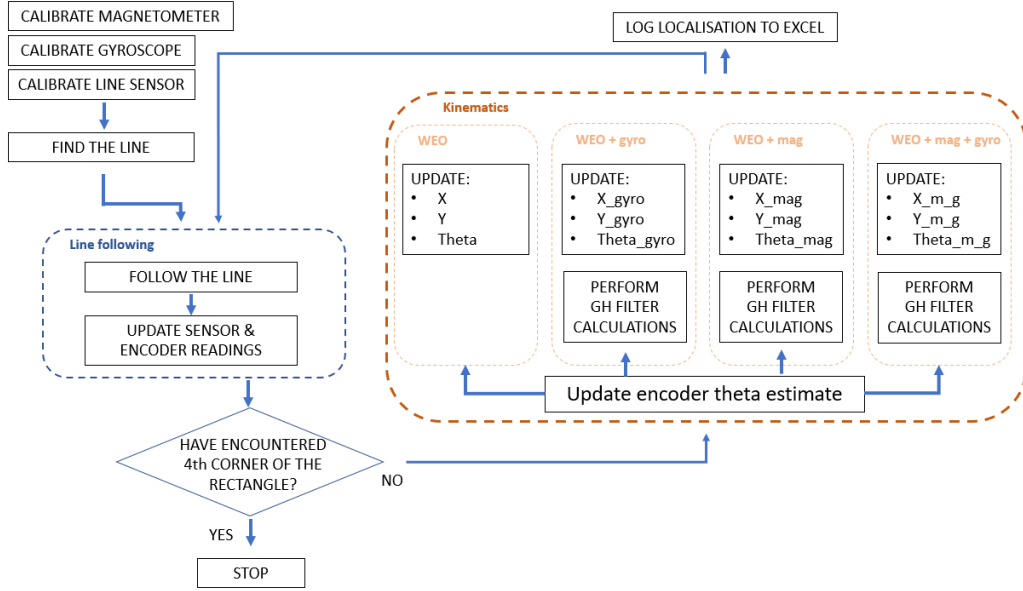 CALIBRATE MAGNETOMETER
CALIBRATE GYROSCOPE
CALIBRATE LINE SENSOR
FIND THE LINE
Line following
FOLLOW THE LINE
UPDATE SENSOR &
ENCODER READINGS
HAVE ENCOUNTERED
4th CORNER OF THE
RECTANGLE?
NO
YES
STOP
LOG LOCALISATION TO EXCEL
Kinematics
WEO
UPDATE:
• X
• Y
• Theta
WEO + gyro
UPDATE:
• X_gyro
• Y_gyro
• Theta_gyro
PERFORM
GH FILTER
CALCULATIONS
WEO + mag
UPDATE:
• X_mag
• Y_mag
• Theta_mag
PERFORM
GH FILTER
CALCULATIONS
WEO + mag + gyro
UPDATE:
• X_m_g
• Y_m_g
• Theta_m_g
PERFORM
GH FILTER
CALCULATIONS
Update encoder theta estimate